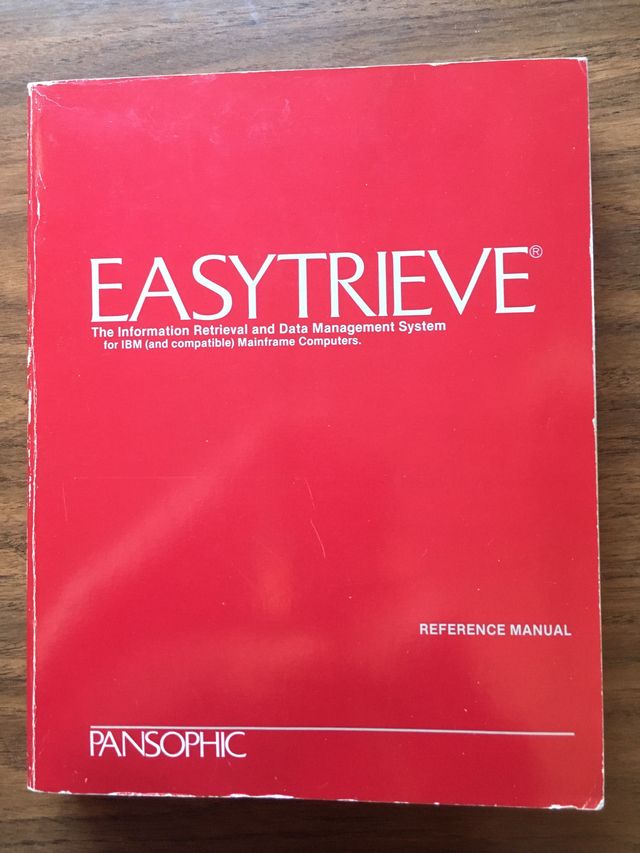 EASYTRIEVE®
The Information Retrieval and Data Management System
for IBM (and compatible) Mainframe Computers.
REFERENCE MANUAL
PANSOPHIC